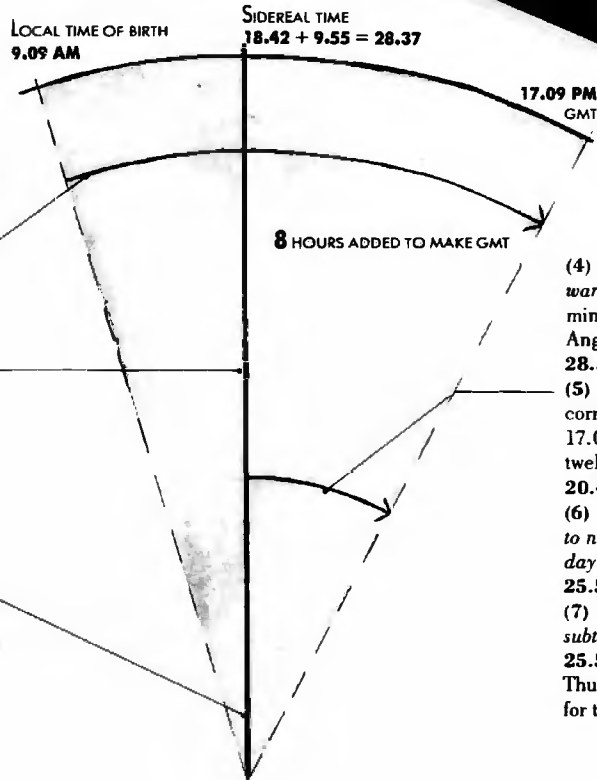 LOCAL TIME OF BIRTH
9.09 AM
SIDEREAL TIME
18.42 + 9.55 = 28.37
17.09 PM
GMT
8 HOURS ADDED TO MAKE GMT
(4)
war
min
Ang
28.
(5)
corr
17.0
twel
20.
(6)
to n
day
25.5
(7)
subt
25.5
Thu
for t